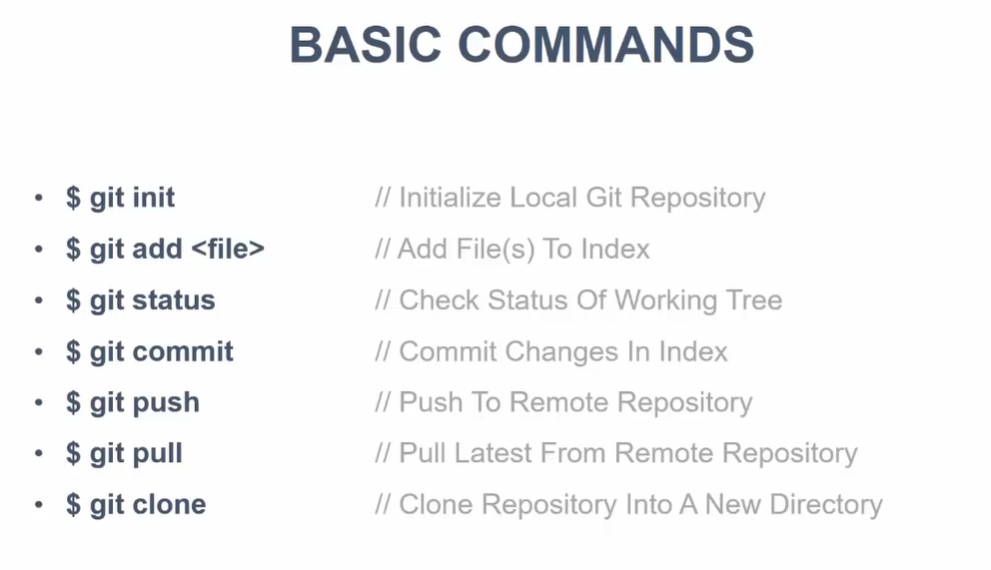 BASIC COMMANDS
• $ git init // Initialize Local Git Repository
• $ git add <file> // Add File(s) To Index
• $ git status // Check Status Of Working Tree
• $ git commit // Commit Changes In Index
• $ git push // Push To Remote Repository
• $ git pull // Pull Latest From Remote Repository
• $ git clone // Clone Repository Into A New Directory